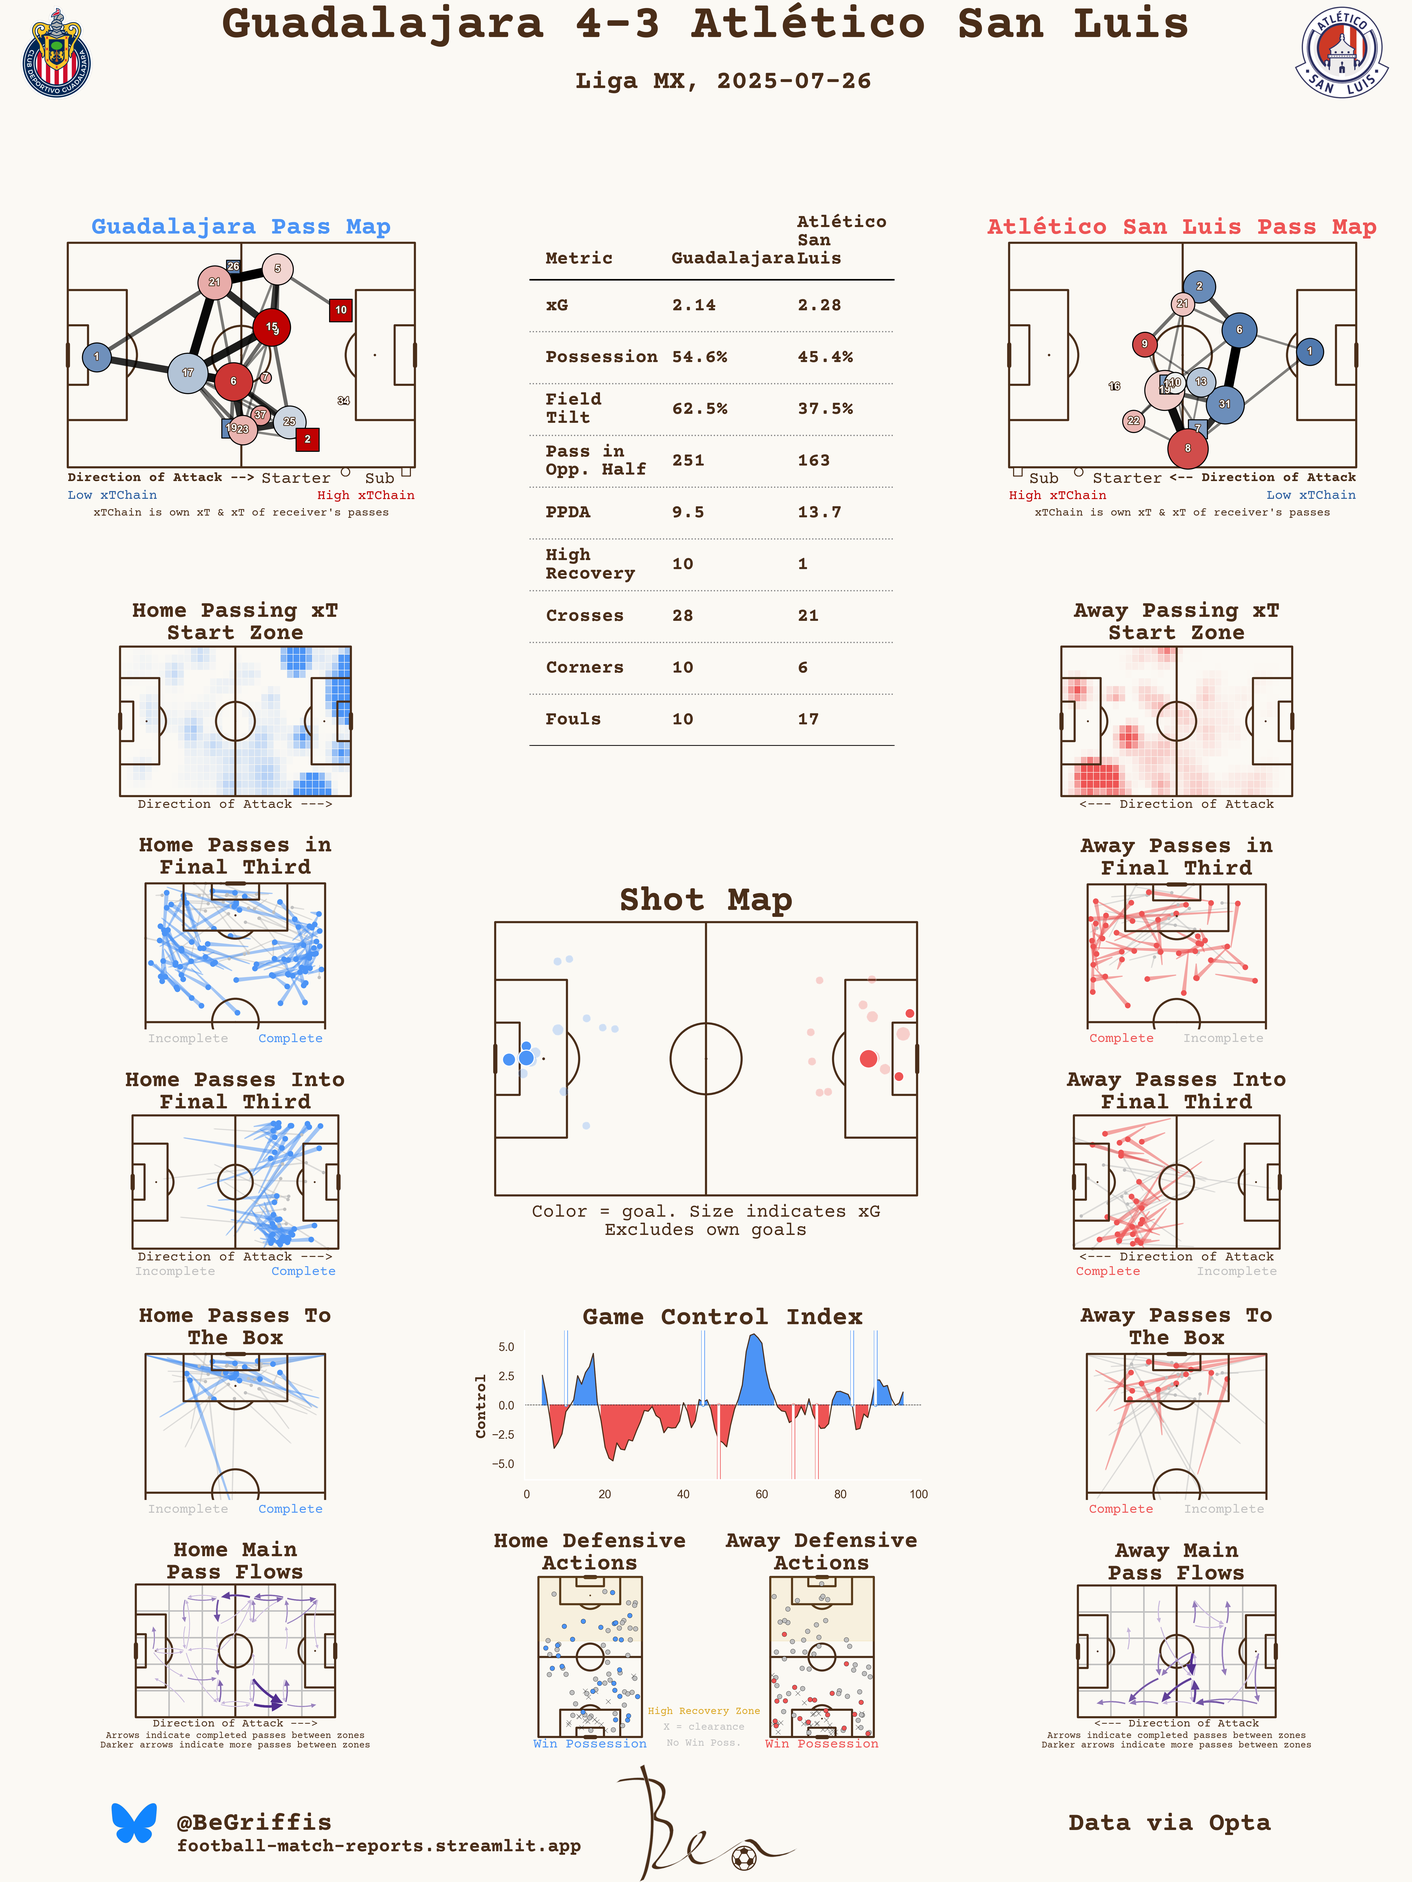 Guadalajara 4-3 Atlético San Luis
Liga MX, 2025-07-26
CLUB DEPORTIVO GUADALAJARA
ATLÉTICO
SAN LUIS
Guadalajara Pass Map
26
5
21
10
15
9
1
17
6
7
34
37
19
23
25
2
Direction of Attack --> Starter Sub
Low xTChain High xTChain
xTChain is own xT & xT of receiver's passes
Metric Guadalajara Atlético San Luis
xG 2.14 2.28
Possession 54.6% 45.4%
Field Tilt 62.5% 37.5%
Pass in Opp. Half 251 163
PPDA 9.5 13.7
High Recovery 10 1
Crosses 28 21
Corners 10 6
Fouls 10 17
Atlético San Luis Pass Map
2
21
6
9
1
16
10
13
19
31
22
7
8
Sub Starter <-- Direction of Attack
High xTChain Low xTChain
xTChain is own xT & xT of receiver's passes
Home Passing xT
Start Zone
Direction of Attack --->
Away Passing xT
Start Zone
<--- Direction of Attack
Home Passes in
Final Third
Incomplete Complete
Away Passes in
Final Third
Complete Incomplete
Shot Map
Color = goal. Size indicates xG
Excludes own goals
Home Passes Into
Final Third
Direction of Attack --->
Incomplete Complete
Away Passes Into
Final Third
<--- Direction of Attack
Complete Incomplete
Home Passes To
The Box
Incomplete Complete
Game Control Index
Control
5.0
2.5
0.0
−2.5
−5.0
0 20 40 60 80 100
Away Passes To
The Box
Complete Incomplete
Home Main
Pass Flows
Direction of Attack --->
Arrows indicate completed passes between zones
Darker arrows indicate more passes between zones
Home Defensive
Actions
Win Possession
High Recovery Zone
X = clearance
No Win Poss.
Away Defensive
Actions
Win Possession
Away Main
Pass Flows
<--- Direction of Attack
Arrows indicate completed passes between zones
Darker arrows indicate more passes between zones
@BeGriffis
football-match-reports.streamlit.app
Ben
Data via Opta